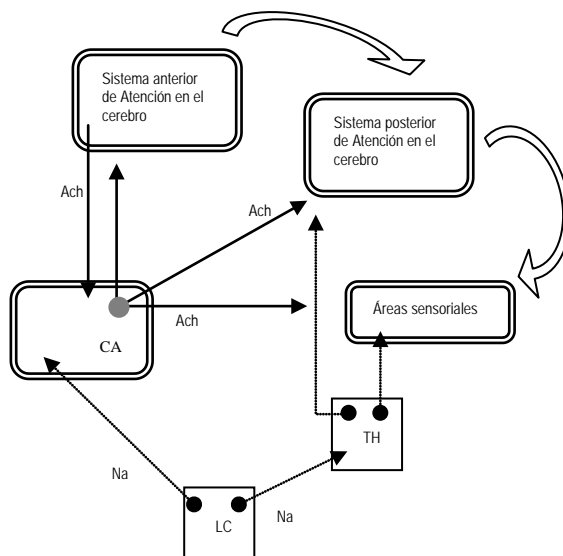 Sistema anterior
de Atención en el
cerebro
Sistema posterior
de Atención en el
cerebro
Ach
Ach
Ach
Áreas sensoriales
CA
TH
Na
Na
LC